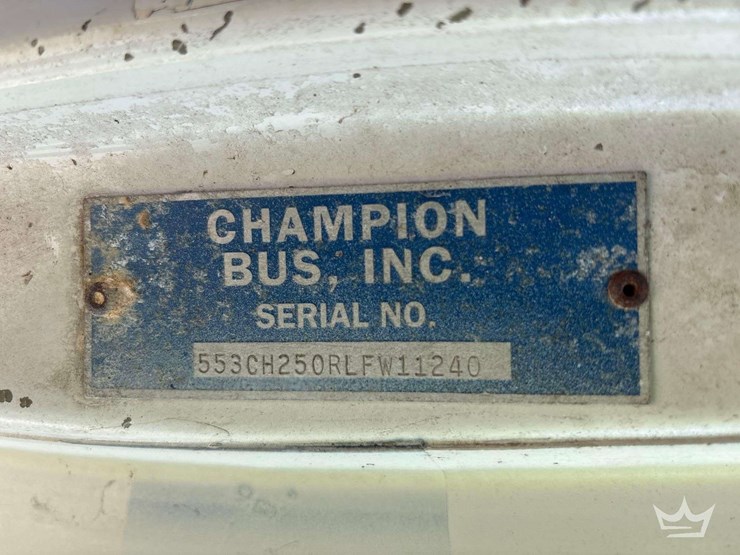 CHAMPION
BUS, INC.
SERIAL NO.
553CH250RLFW11240